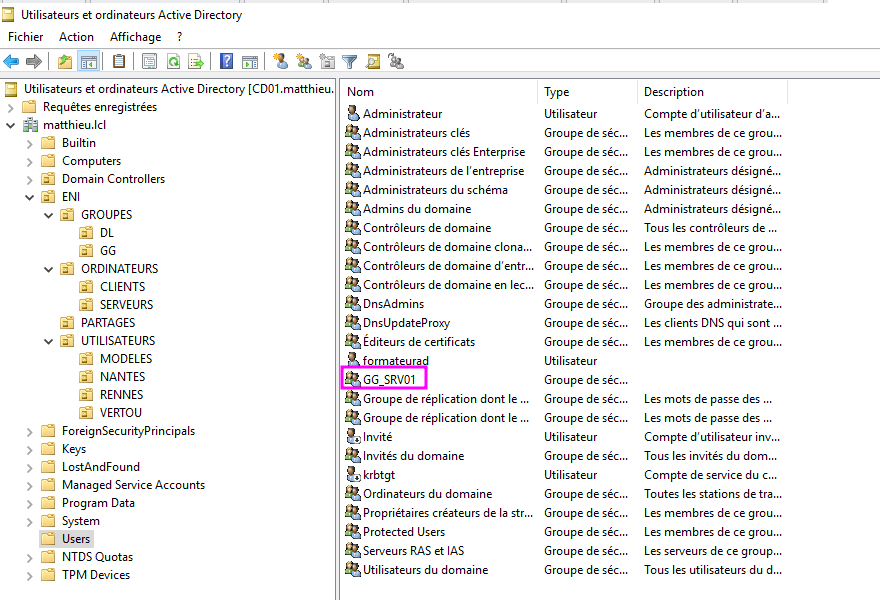 Utilisateurs et ordinateurs Active Directory
Fichier Action Affichage ?
Utilisateurs et ordinateurs Active Directory [CD01.matthieu.
Requêtes enregistrées
matthieu.lcl
Builtin
Computers
Domain Controllers
ENI
GROUPES
DL
GG
ORDINATEURS
CLIENTS
SERVEURS
PARTAGES
UTILISATEURS
MODELES
NANTES
RENNES
VERTOU
ForeignSecurityPrincipals
Keys
LostAndFound
Managed Service Accounts
Program Data
System
Users
NTDS Quotas
TPM Devices
Nom Type Description
Administrateur Utilisateur Compte d'utilisateur d'a...
Administrateurs clés Groupe de séc... Les membres de ce grou...
Administrateurs clés Enterprise Groupe de séc... Les membres de ce grou...
Administrateurs de l'entreprise Groupe de séc... Administrateurs désigné...
Administrateurs du schéma Groupe de séc... Administrateurs désigné...
Admins du domaine Groupe de séc... Administrateurs désigné...
Contrôleurs de domaine Groupe de séc... Tous les contrôleurs de ...
Contrôleurs de domaine clona... Groupe de séc... Les membres de ce grou...
Contrôleurs de domaine d'entr... Groupe de séc... Les membres de ce grou...
Contrôleurs de domaine en lec... Groupe de séc... Les membres de ce grou...
DnsAdmins Groupe de séc... Groupe des administrate...
DnsUpdateProxy Groupe de séc... Les clients DNS qui sont ...
Éditeurs de certificats Groupe de séc... Les membres de ce grou...
formateurad Utilisateur
GG_SRV01 Groupe de séc...
Groupe de réplication dont le ... Groupe de séc... Les mots de passe des ...
Groupe de réplication dont le ... Groupe de séc... Les mots de passe des ...
Invité Utilisateur Compte d'utilisateur inv...
Invités du domaine Groupe de séc... Tous les invités du dom...
krbtgt Utilisateur Compte de service du c...
Ordinateurs du domaine Groupe de séc... Toutes les stations de tra...
Propriétaires créateurs de la str... Groupe de séc... Les membres de ce grou...
Protected Users Groupe de séc... Les membres de ce grou...
Serveurs RAS et IAS Groupe de séc... Les serveurs de ce group...
Utilisateurs du domaine Groupe de séc... Tous les utilisateurs du d...